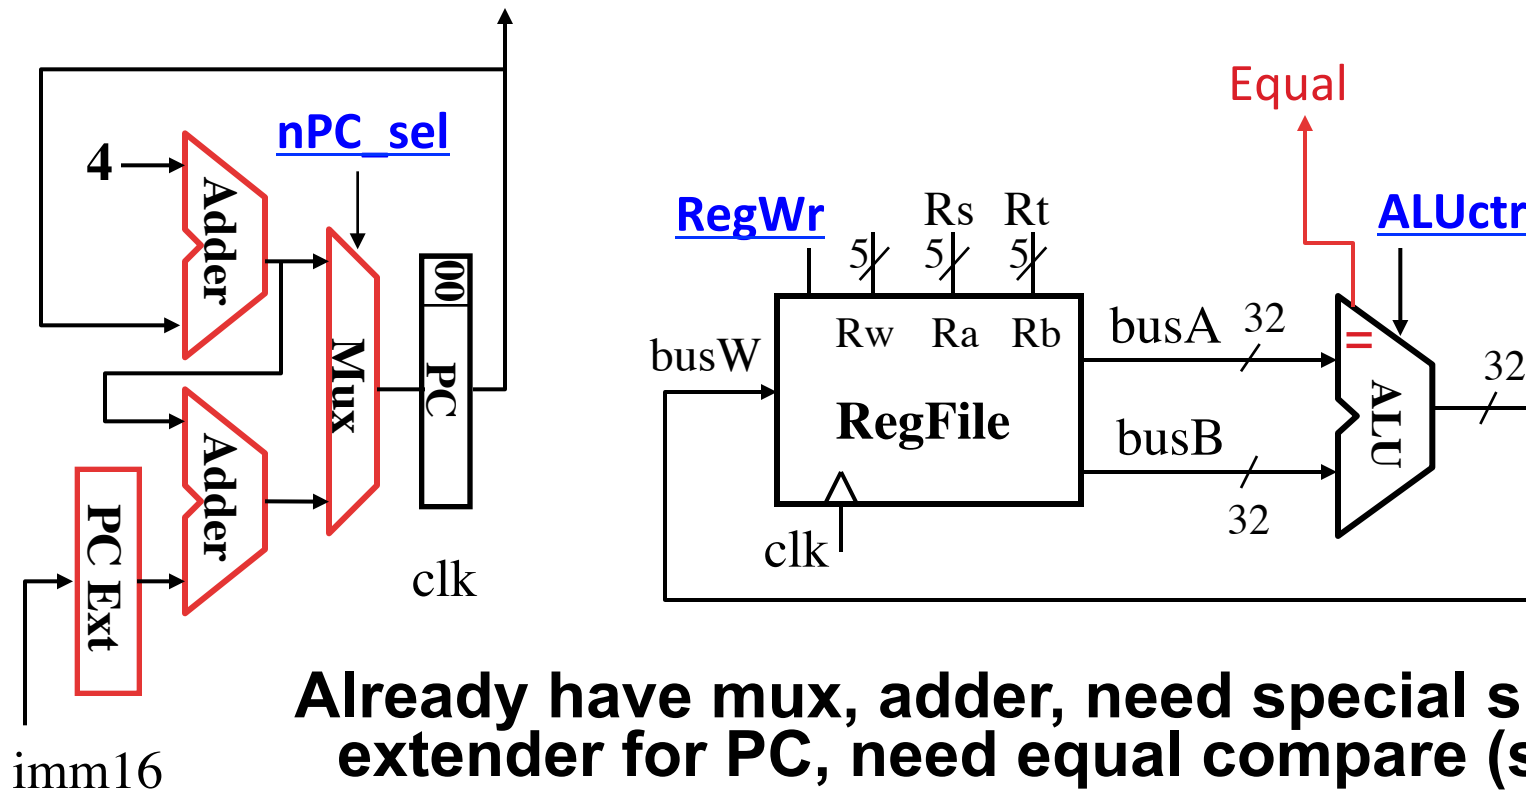 Equal
nPC_sel
4
Adder
RegWr
Rs Rt
ALUctr
5 5 5
00
Mux
PC
busW
Rw Ra Rb
busA 32
=
32
RegFile
ALU
busB
32
Adder
PC Ext
clk
clk
Already have mux, adder, need special s
extender for PC, need equal compare (s
imm16